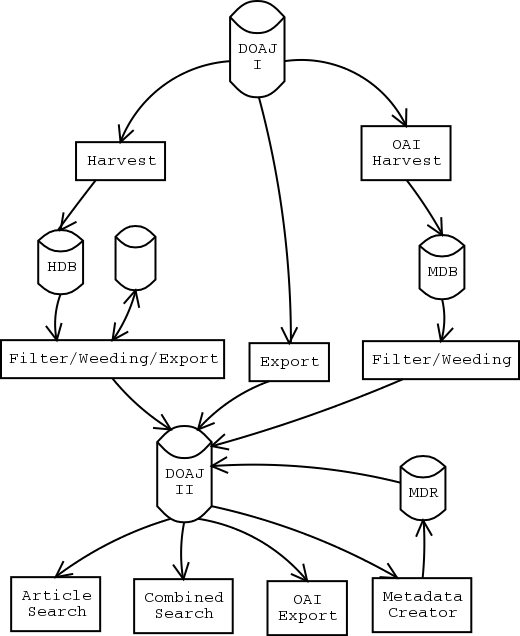 DOAJ
I
Harvest
OAI
Harvest
HDB
MDB
Filter/Weeding/Export
Export
Filter/Weeding
DOAJ
II
MDR
Article
Search
Combined
Search
OAI
Export
Metadata
Creator